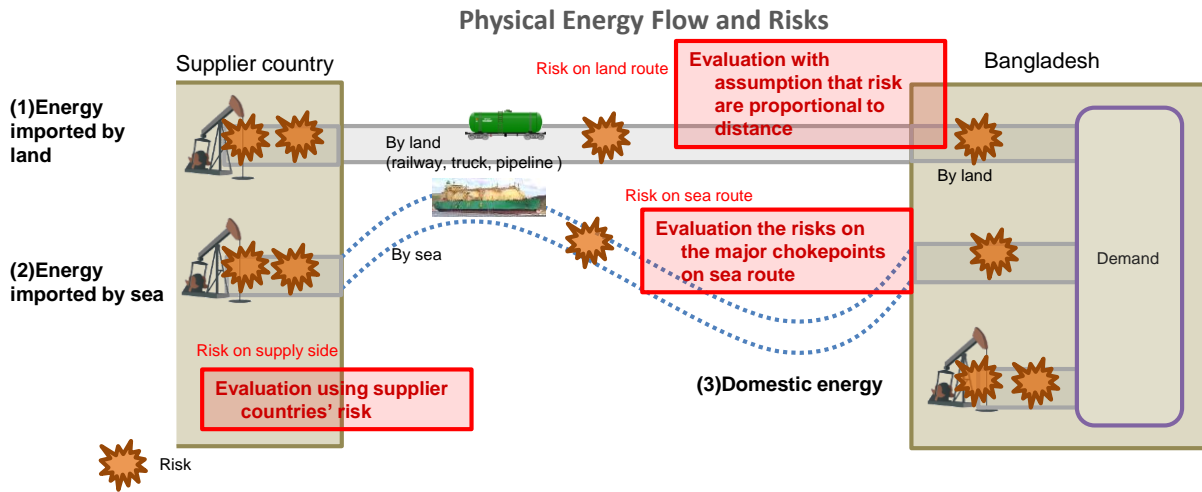 Physical Energy Flow and Risks
Supplier country
Bangladesh
Risk on land route
Evaluation with
assumption that risk
are proportional to
distance
(1)Energy
imported by
land
By land
(railway, truck, pipeline )
By land
Risk on sea route
Evaluation the risks on
the major chokepoints
on sea route
(2)Energy
imported by sea
By sea
Demand
Risk on supply side
Evaluation using supplier
countries’ risk
(3)Domestic energy
Risk